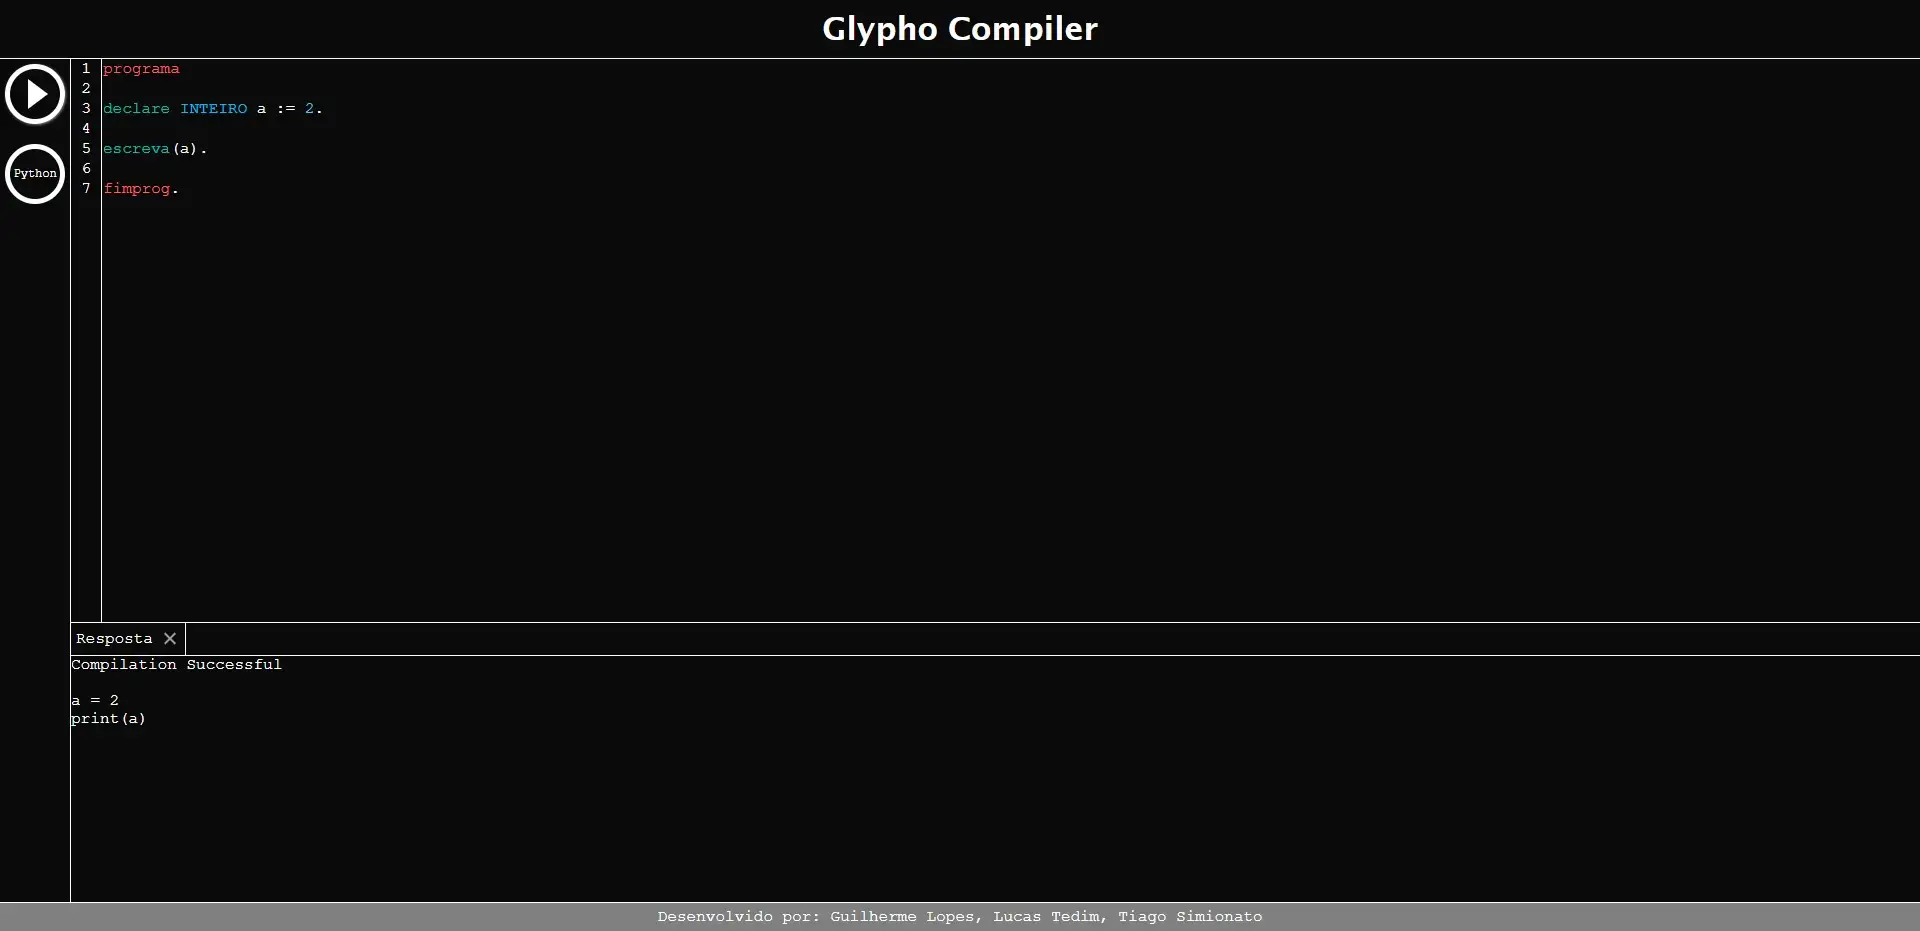 Glypho Compiler
1 programa
2
3 declare INTEIRO a := 2.
4
5 escreva(a).
6
7 fimprog.
Python
Resposta
Compilation Successful
a = 2
print(a)
Desenvolvido por: Guilherme Lopes, Lucas Tedim, Tiago Simionato